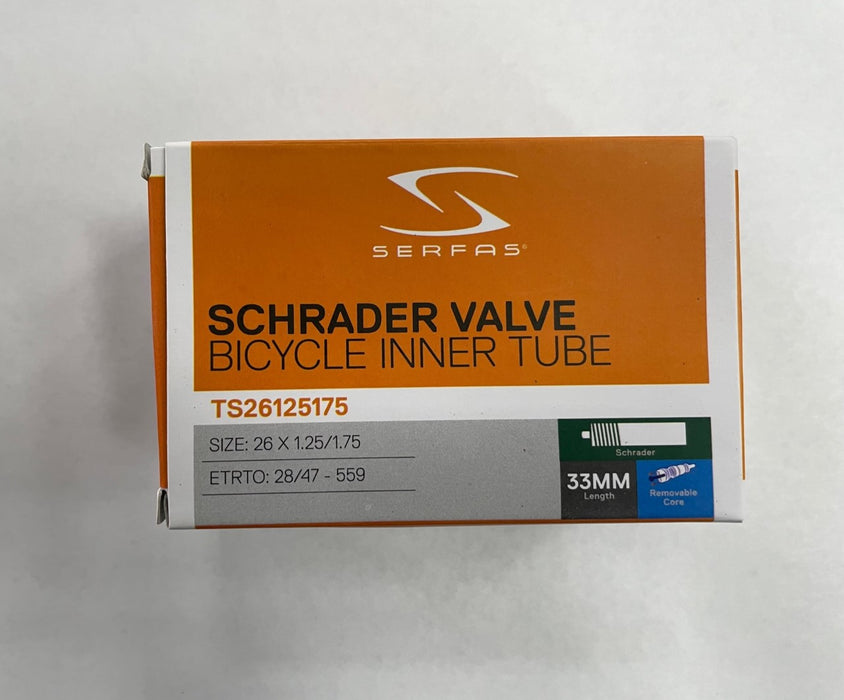 SERFAS®
SCHRADER VALVE
BICYCLE INNER TUBE
TS26125175
SIZE: 26 X 1.25/1.75
ETRTO: 28/47 - 559
Schrader
33MM
Length
Removable
Core